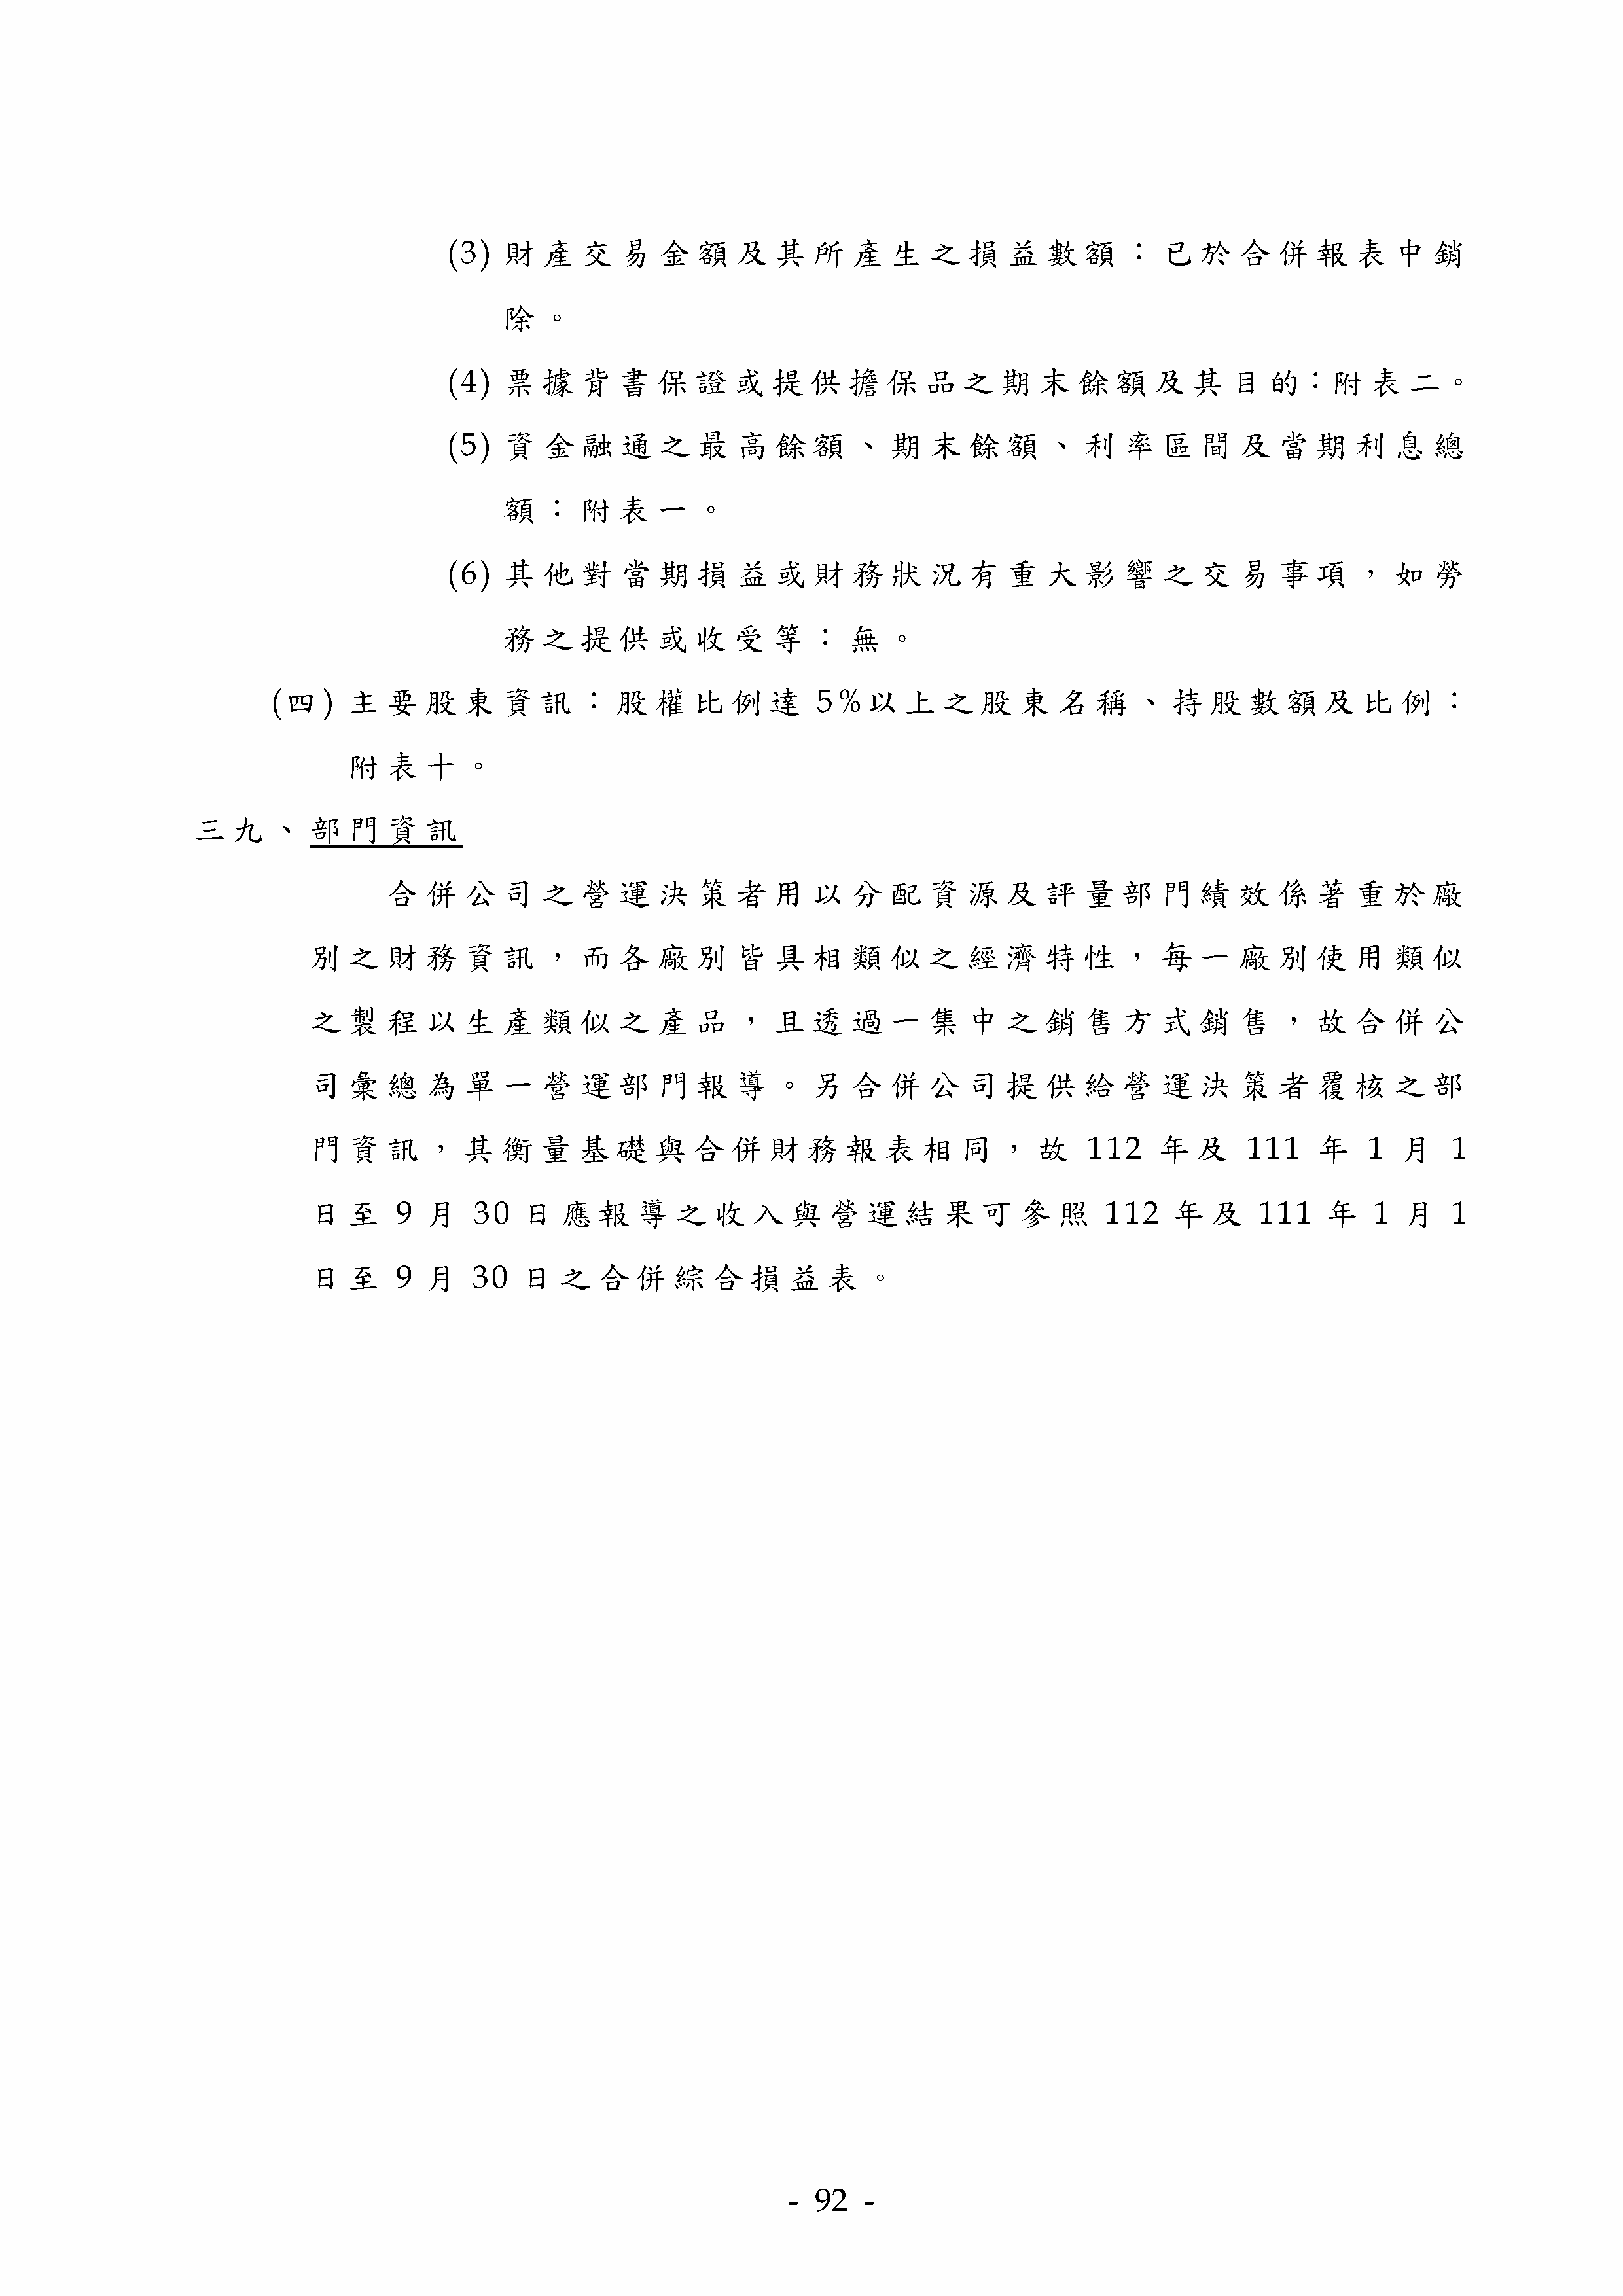 (3) 財產交易金額及其所產生之損益數額：已於合併報表中銷
除。
(4) 票據背書保證或提供擔保品之期末餘額及其目的：附表二。
(5) 資金融通之最高餘額、期末餘額、利率區間及當期利息總
額：附表一。
(6) 其他對當期損益或財務狀況有重大影響之交易事項，如勞
務之提供或收受等：無。
(四) 主要股東資訊：股權比例達 5%以上之股東名稱、持股數額及比例：
附表十。
三九、部門資訊
合併公司之營運決策者用以分配資源及評量部門績效係著重於廠
別之財務資訊，而各廠別皆具相類似之經濟特性，每一廠別使用類似
之製程以生產類似之產品，且透過一集中之銷售方式銷售，故合併公
司彙總為單一營運部門報導。另合併公司提供給營運決策者覆核之部
門資訊，其衡量基礎與合併財務報表相同，故 112 年及 111 年 1 月 1
日至 9 月 30 日應報導之收入與營運結果可參照 112 年及 111 年 1 月 1
日至 9 月 30 日之合併綜合損益表。
- 92 -